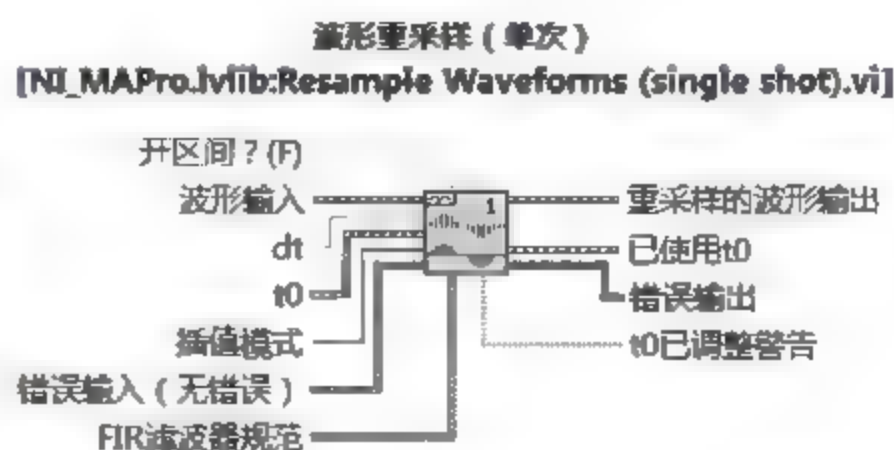 波形重采样 ( 单次 )
[NI_MAPro.lvlib:Resample Waveforms (single shot).vi]
开区间 ? (F)
波形输入
dt
t0
插值模式
错误输入 ( 无错误 )
FIR滤波器规范
1
重采样的波形输出
已使用t0
错误输出
t0已调整警告